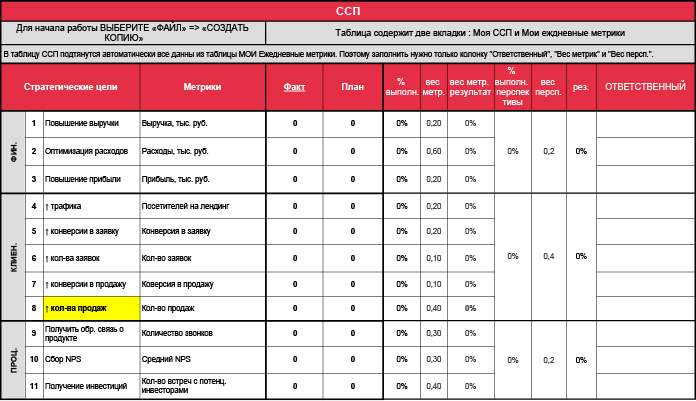 ССП
Для начала работы ВЫБЕРИТЕ «ФАЙЛ» => «СОЗДАТЬ
КОПИЮ»
Таблица содержит две вкладки : Моя ССП и Мои еждневные метрики
В таблицу ССП подтянутся автоматически все данны из таблицы МОИ Ежедневные метрики. Поэтому заполнить нужно только колонку "Ответственный", "Вес метрик" и "Вес персп.".
Стратегические цели Метрики Факт План % выполн. вес метр. вес метр. результат % выполн. перспек тивы вес персп. рез. ОТВЕТСТВЕННЫЙ
ФИН.
1 Повышение выручки Выручка, тыс. руб. 0 0 0% 0,20 0%
2 Оптимизация расходов Расходы, тыс. руб. 0 0 0% 0,60 0% 0% 0,2 0%
3 Повышение прибыли Прибыль, тыс. руб. 0 0 0% 0,20 0%
КЛИЕН.
4 ↑ трафика Посетителей на лендинг 0 0 0% 0,20 0%
5 ↑ конверсии в заявку Конверсия в заявку 0 0 0% 0,20 0%
6 ↑ кол-ва заявок Кол-во заявок 0 0 0% 0,10 0% 0% 0,4 0%
7 ↑ конверсии в продажу Коверсия в продажу 0 0 0% 0,10 0%
8 ↑ кол-ва продаж Кол-во продаж 0 0 0% 0,40 0%
ПРОЦ.
9 Получить обр. связь о продукте Количество звонков 0 0 0% 0,30 0%
10 Сбор NPS Средний NPS 0 0 0% 0,30 0% 0% 0,2 0%
11 Получение инвестиций Кол-во встреч с потенц. инвесторами 0 0 0% 0,40 0%